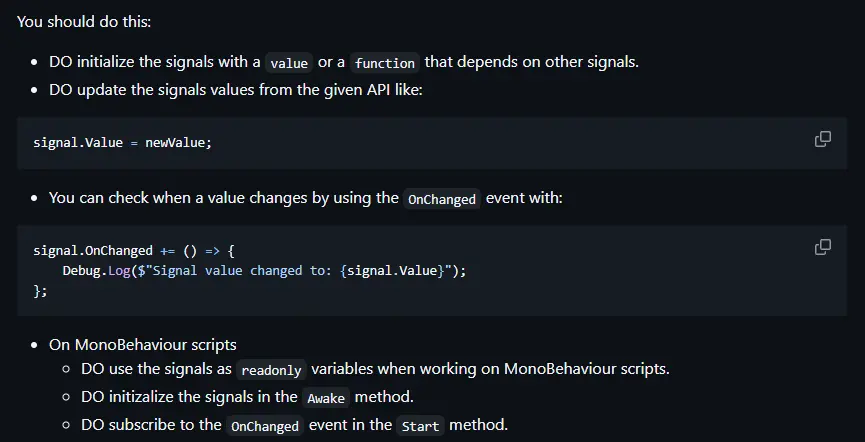 You should do this:
• DO initialize the signals with a value or a function that depends on other signals.
• DO update the signals values from the given API like:
signal.Value = newValue;
• You can check when a value changes by using the OnChanged event with:
signal.OnChanged += () => {
    Debug.Log($"Signal value changed to: {signal.Value}");
};
• On MonoBehaviour scripts
○ DO use the signals as readonly variables when working on MonoBehaviour scripts.
○ DO initizalize the signals in the Awake method.
○ DO subscribe to the OnChanged event in the Start method.